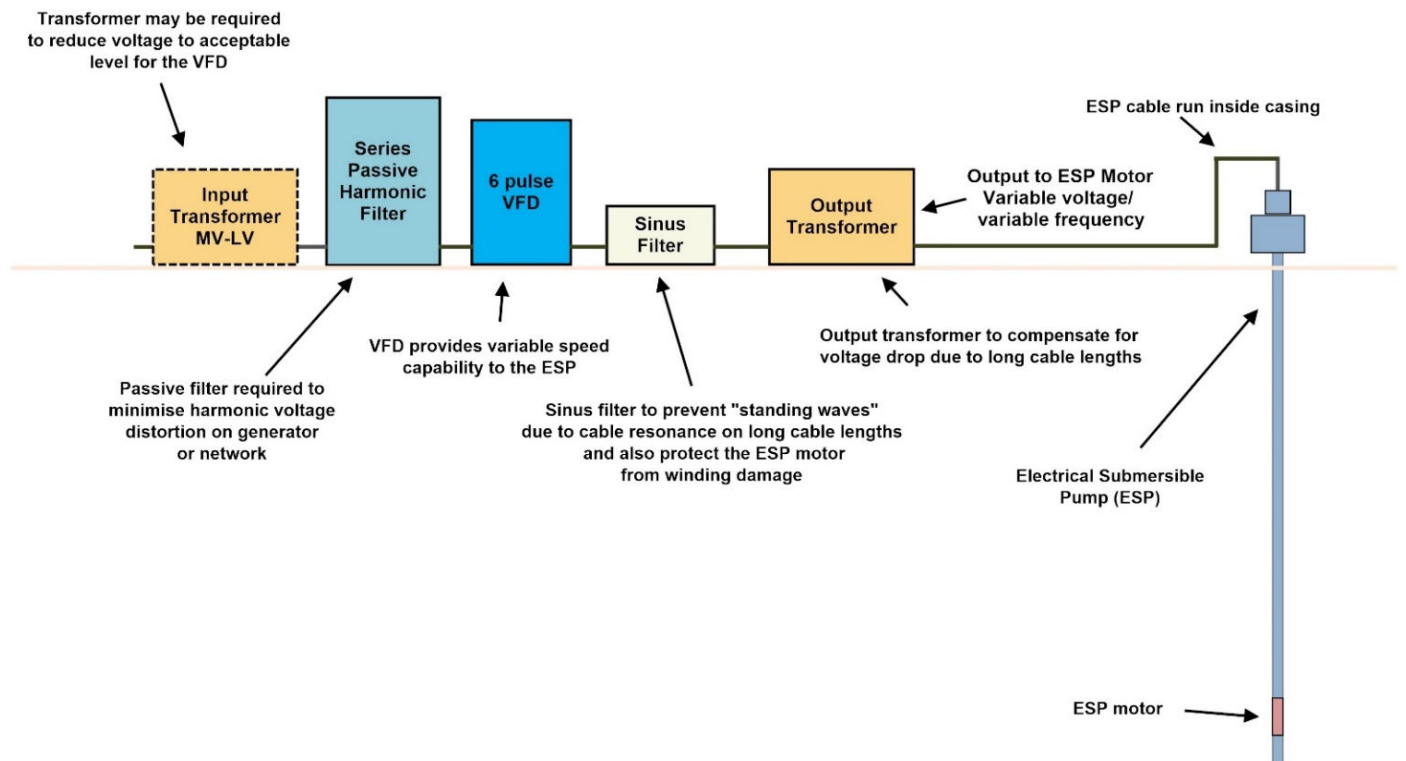 Transformer may be required
to reduce voltage to acceptable
level for the VFD
Input
Transformer
MV-LV
Series
Passive
Harmonic
Filter
6 pulse
VFD
Sinus
Filter
Output
Transformer
Output to ESP Motor
Variable voltage/
variable frequency
ESP cable run inside casing
Passive filter required to
minimise harmonic voltage
distortion on generator
or network
VFD provides variable speed
capability to the ESP
Sinus filter to prevent "standing waves"
due to cable resonance on long cable lengths
and also protect the ESP motor
from winding damage
Output transformer to compensate for
voltage drop due to long cable lengths
Electrical Submersible
Pump (ESP)
ESP motor